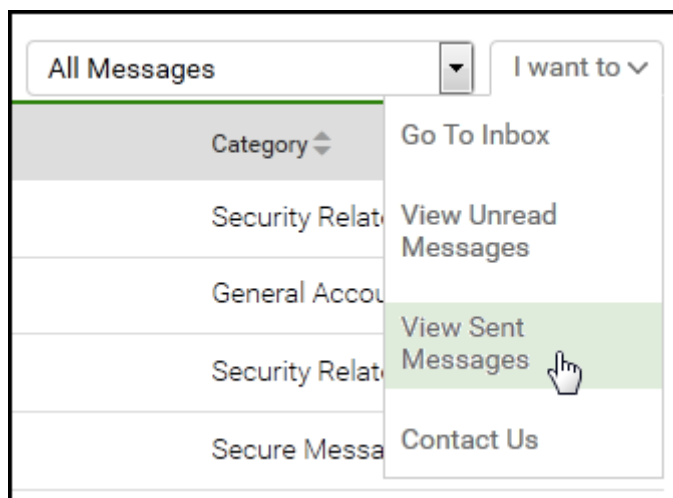 All Messages
I want to
Category
Go To Inbox
Security Relat
View Unread
Messages
General Accou
View Sent
Messages
Security Relat
Contact Us
Secure Messa